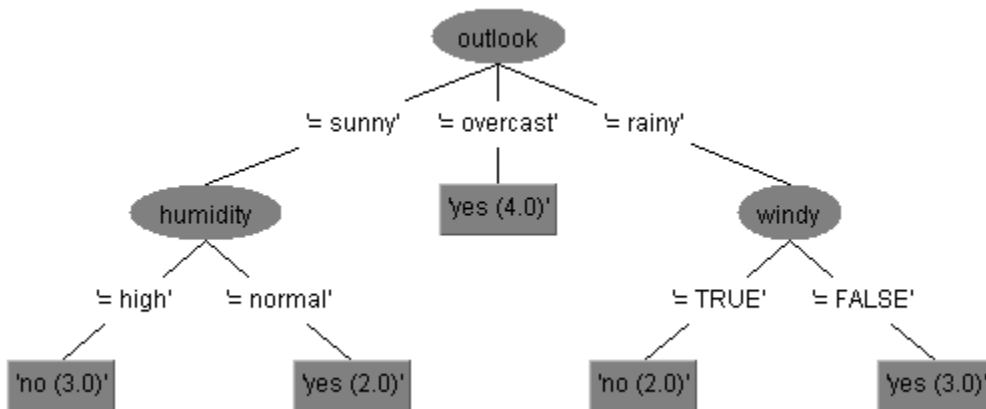 outlook
'= sunny' '= overcast' '= rainy'
humidity 'yes (4.0)' windy
'= high' '= normal' '= TRUE' '= FALSE'
'no (3.0)' 'yes (2.0)' 'no (2.0)' 'yes (3.0)'